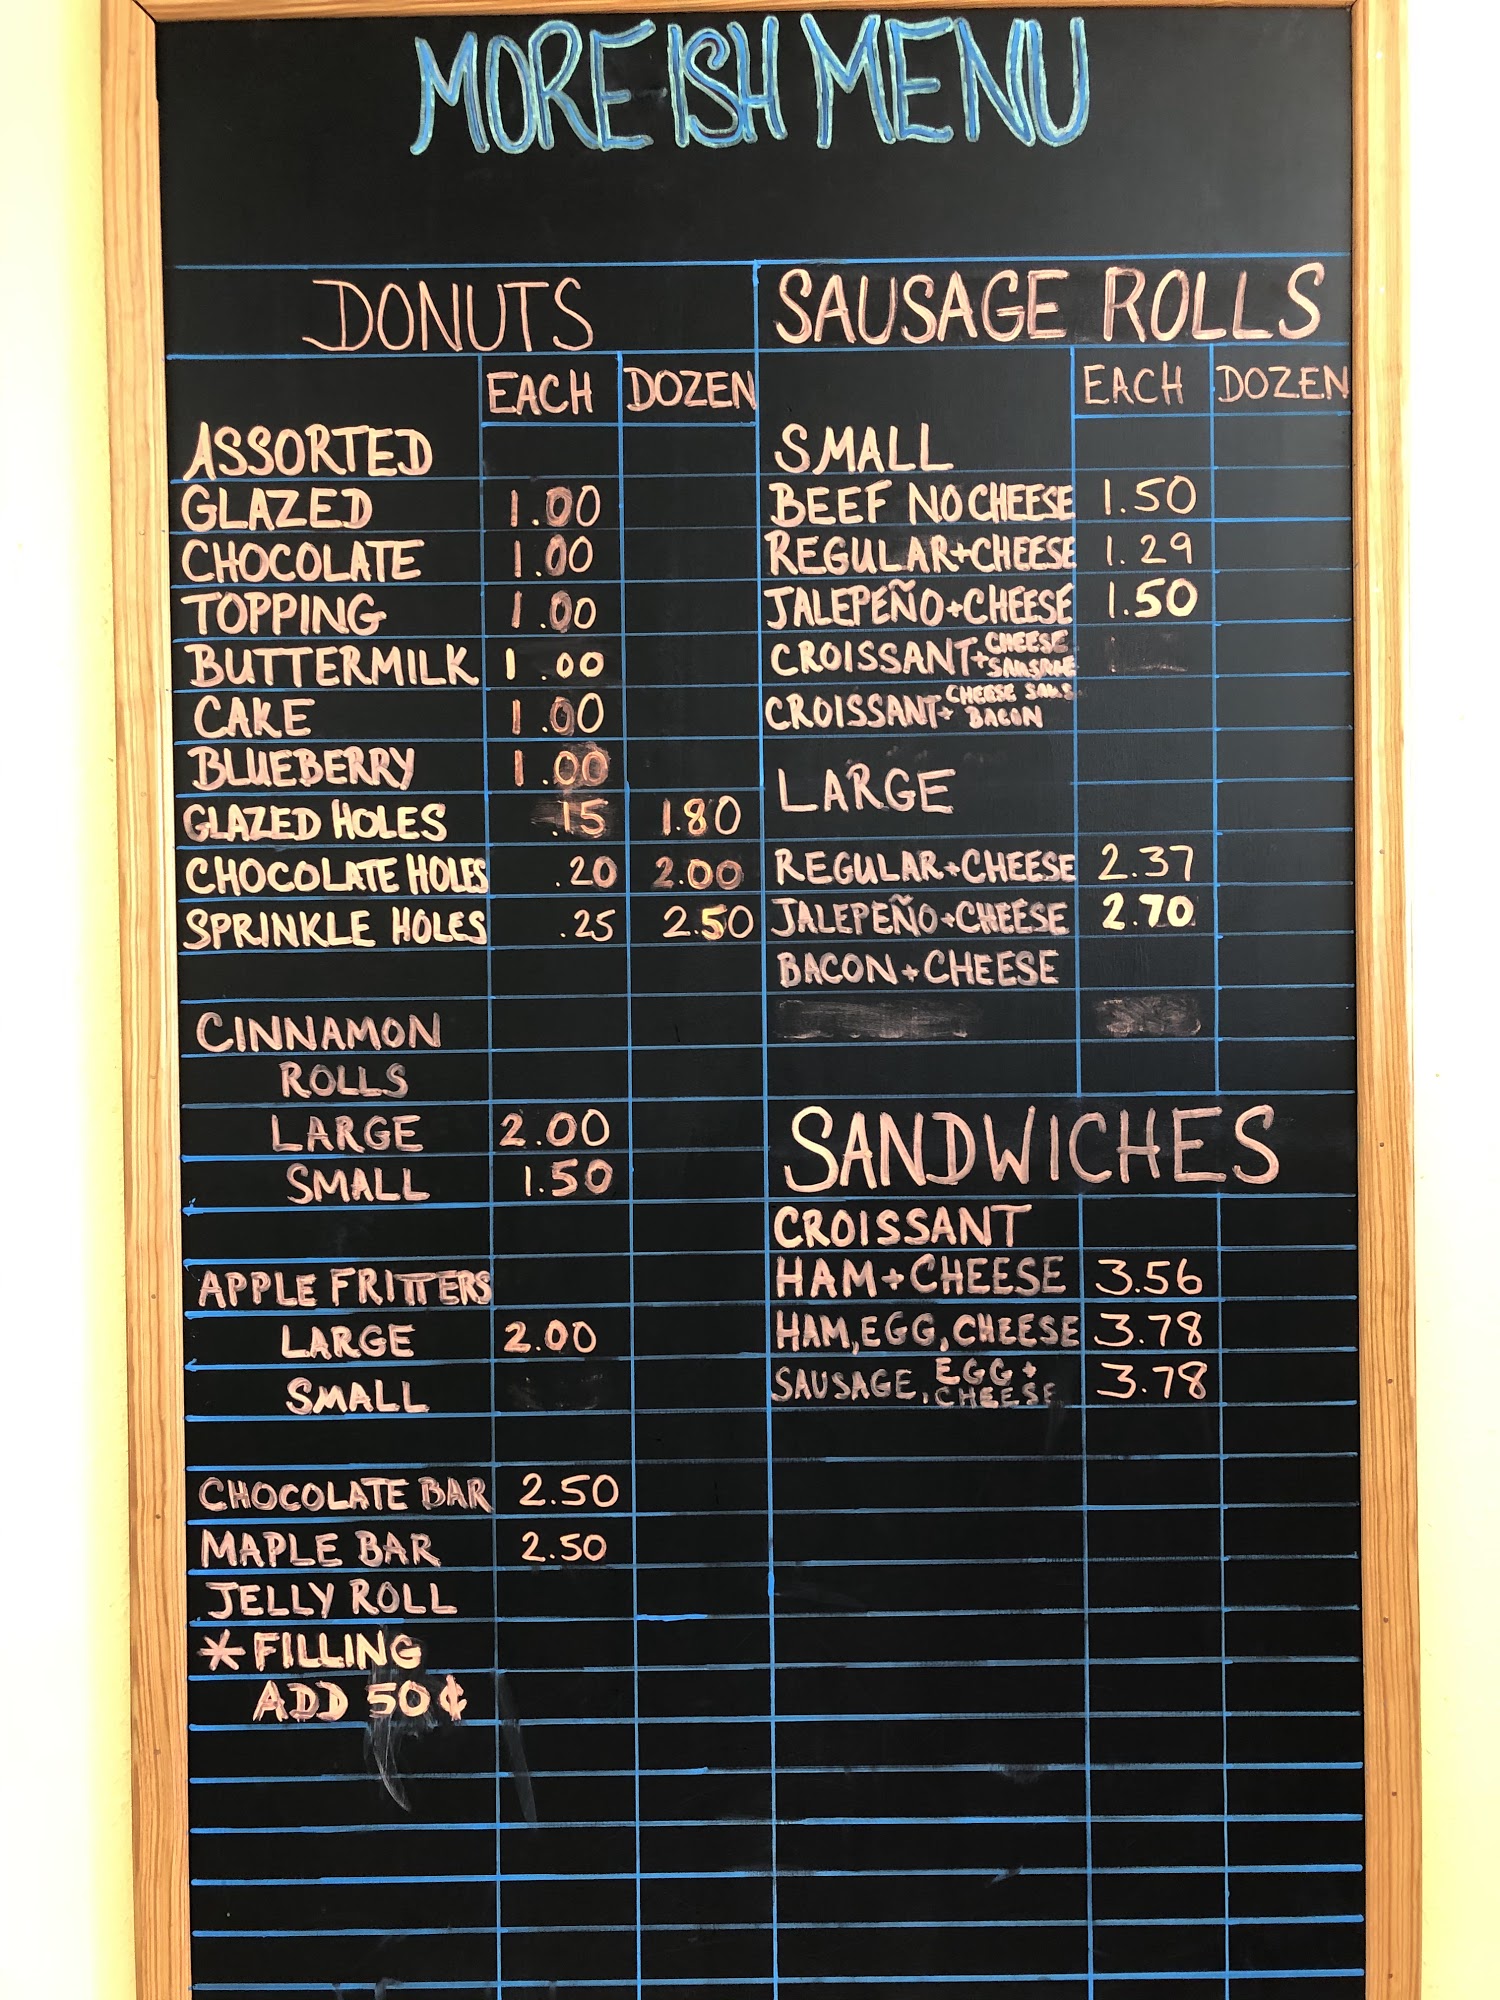 MOREISH MENU
DONUTS
EACH DOZEN
ASSORTED
GLAZED 1.00
CHOCOLATE 1.00
TOPPING 1.00
BUTTERMILK 1.00
CAKE 1.00
BLUEBERRY 1.00
GLAZED HOLES .15 1.80
CHOCOLATE HOLES .20 2.00
SPRINKLE HOLES .25 2.50
CINNAMON
ROLLS
LARGE 2.00
SMALL 1.50
APPLE FRITTERS
LARGE 2.00
SMALL
CHOCOLATE BAR 2.50
MAPLE BAR 2.50
JELLY ROLL
*FILLING
ADD 50¢
SAUSAGE ROLLS
EACH DOZEN
SMALL
BEEF NO CHEESE 1.50
REGULAR+CHEESE 1.29
JALEPEÑO+CHEESE 1.50
CROISSANT+CHEESE SAUSAGE
CROISSANT+CHEESE SAUS. BACON
LARGE
REGULAR+CHEESE 2.37
JALEPEÑO+CHEESE 2.70
BACON+CHEESE
SANDWICHES
CROISSANT
HAM+CHEESE 3.56
HAM, EGG, CHEESE 3.78
SAUSAGE, EGG + CHEESE 3.78